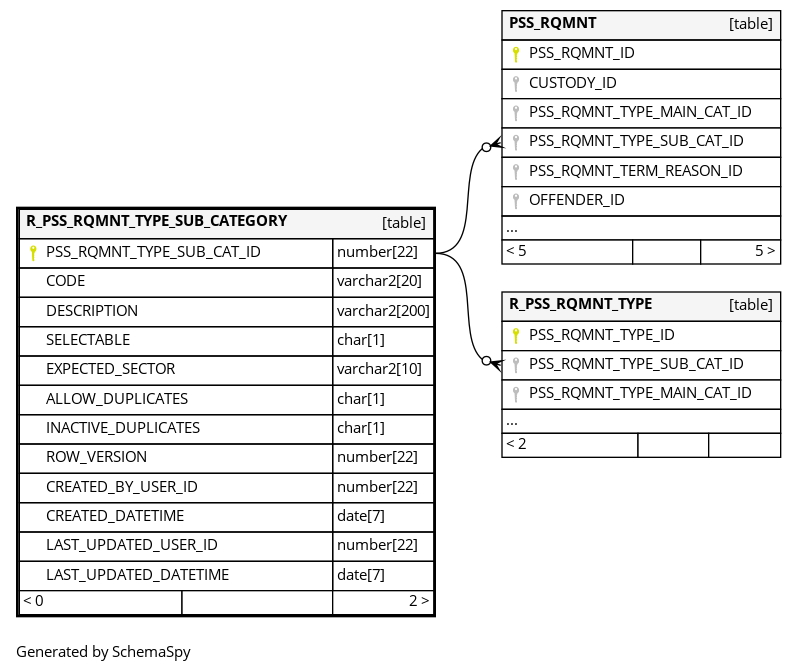 PSS_RQMNT [table]
PSS_RQMNT_ID
CUSTODY_ID
PSS_RQMNT_TYPE_MAIN_CAT_ID
PSS_RQMNT_TYPE_SUB_CAT_ID
PSS_RQMNT_TERM_REASON_ID
OFFENDER_ID
...
< 5 5 >
R_PSS_RQMNT_TYPE_SUB_CATEGORY [table]
PSS_RQMNT_TYPE_SUB_CAT_ID number[22]
CODE varchar2[20]
DESCRIPTION varchar2[200]
SELECTABLE char[1]
EXPECTED_SECTOR varchar2[10]
ALLOW_DUPLICATES char[1]
INACTIVE_DUPLICATES char[1]
ROW_VERSION number[22]
CREATED_BY_USER_ID number[22]
CREATED_DATETIME date[7]
LAST_UPDATED_USER_ID number[22]
LAST_UPDATED_DATETIME date[7]
< 0 2 >
R_PSS_RQMNT_TYPE [table]
PSS_RQMNT_TYPE_ID
PSS_RQMNT_TYPE_SUB_CAT_ID
PSS_RQMNT_TYPE_MAIN_CAT_ID
...
< 2
Generated by SchemaSpy